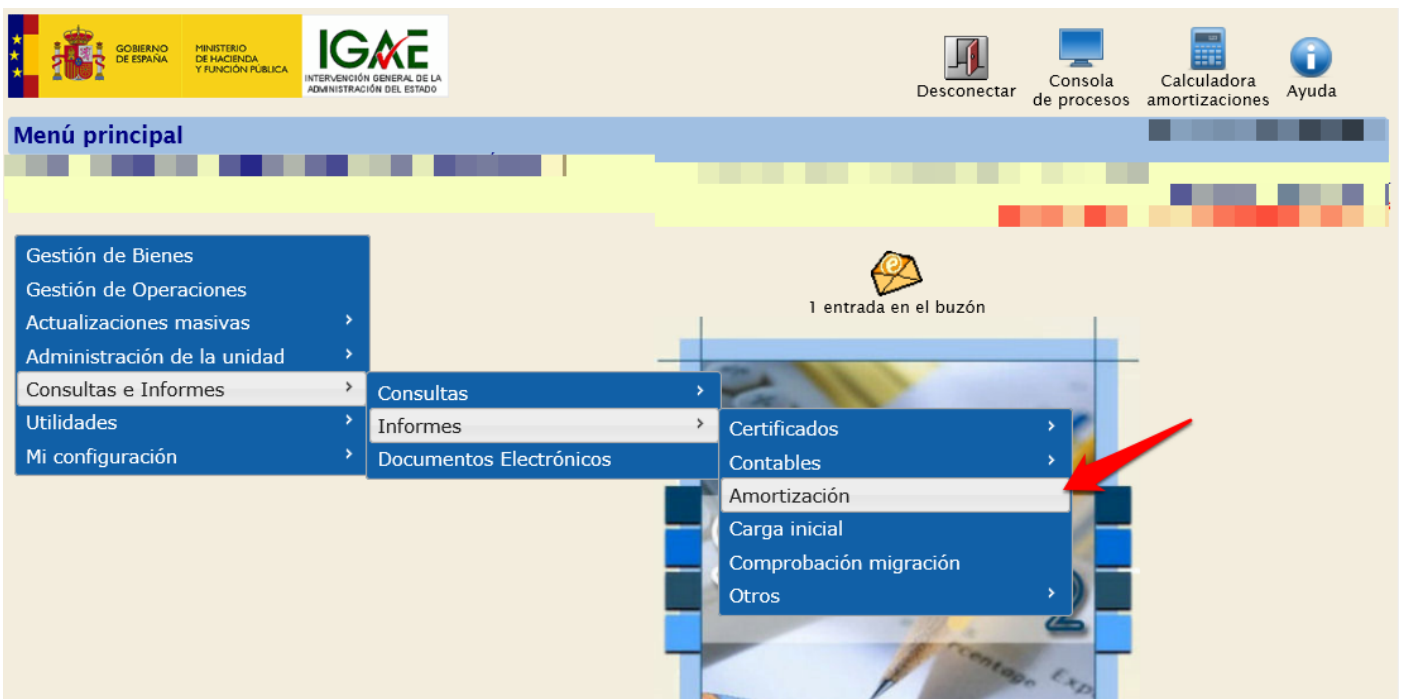 GOBIERNO
DE ESPAÑA
MINISTERIO
DE HACIENDA
Y FUNCIÓN PÚBLICA
IGAE
INTERVENCIÓN GENERAL DE LA
ADMINISTRACIÓN DEL ESTADO
Desconectar
Consola
de procesos
Calculadora
amortizaciones
Ayuda
Menú principal
Gestión de Bienes
Gestión de Operaciones
Actualizaciones masivas
Administración de la unidad
Consultas e Informes
Utilidades
Mi configuración
1 entrada en el buzón
Consultas
Informes
Documentos Electrónicos
Certificados
Contables
Amortización
Carga inicial
Comprobación migración
Otros